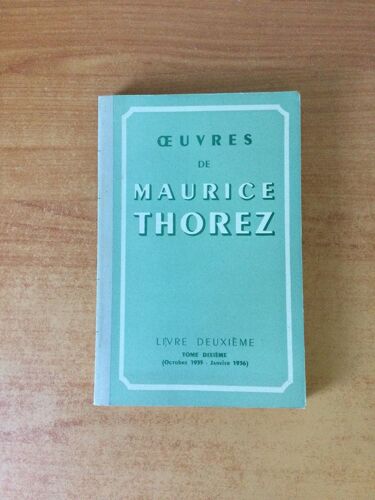 ŒUVRES
DE
MAURICE
THOREZ
LIVRE DEUXIÈME
TOME DIXIÈME
(Octobre 1935 - Janvier 1936)